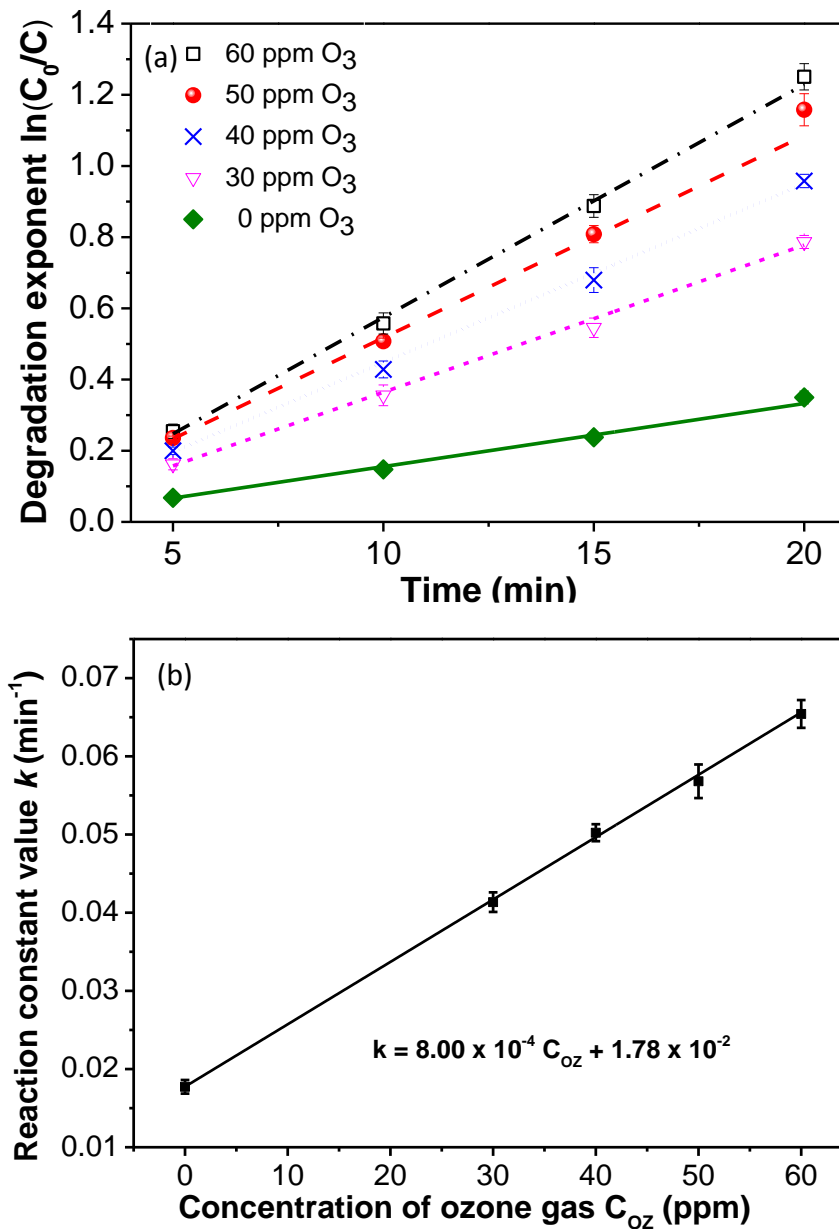 (a)
60 ppm O3
50 ppm O3
40 ppm O3
30 ppm O3
0 ppm O3
Degradation exponent ln(C0/C)
1.4
1.2
1.0
0.8
0.6
0.4
0.2
0.0
5 10 15 20
Time (min)
(b)
Reaction constant value k (min-1)
0.07
0.06
0.05
0.04
0.03
0.02
0.01
k = 8.00 x 10-4 COZ + 1.78 x 10-2
0 10 20 30 40 50 60
Concentration of ozone gas COZ (ppm)